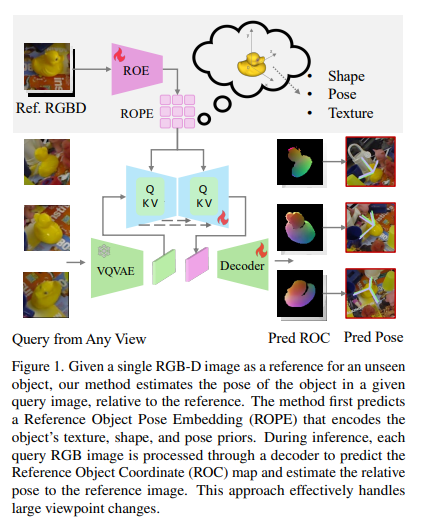 ROE
Ref. RGBD
ROPE
• Shape
• Pose
• Texture
Q
KV
Q
KV
VQVAE
Decoder
Query from Any View
Pred ROC
Pred Pose
Figure 1. Given a single RGB-D image as a reference for an unseen
object, our method estimates the pose of the object in a given
query image, relative to the reference. The method first predicts
a Reference Object Pose Embedding (ROPE) that encodes the
object's texture, shape, and pose priors. During inference, each
query RGB image is processed through a decoder to predict the
Reference Object Coordinate (ROC) map and estimate the relative
pose to the reference image. This approach effectively handles
large viewpoint changes.